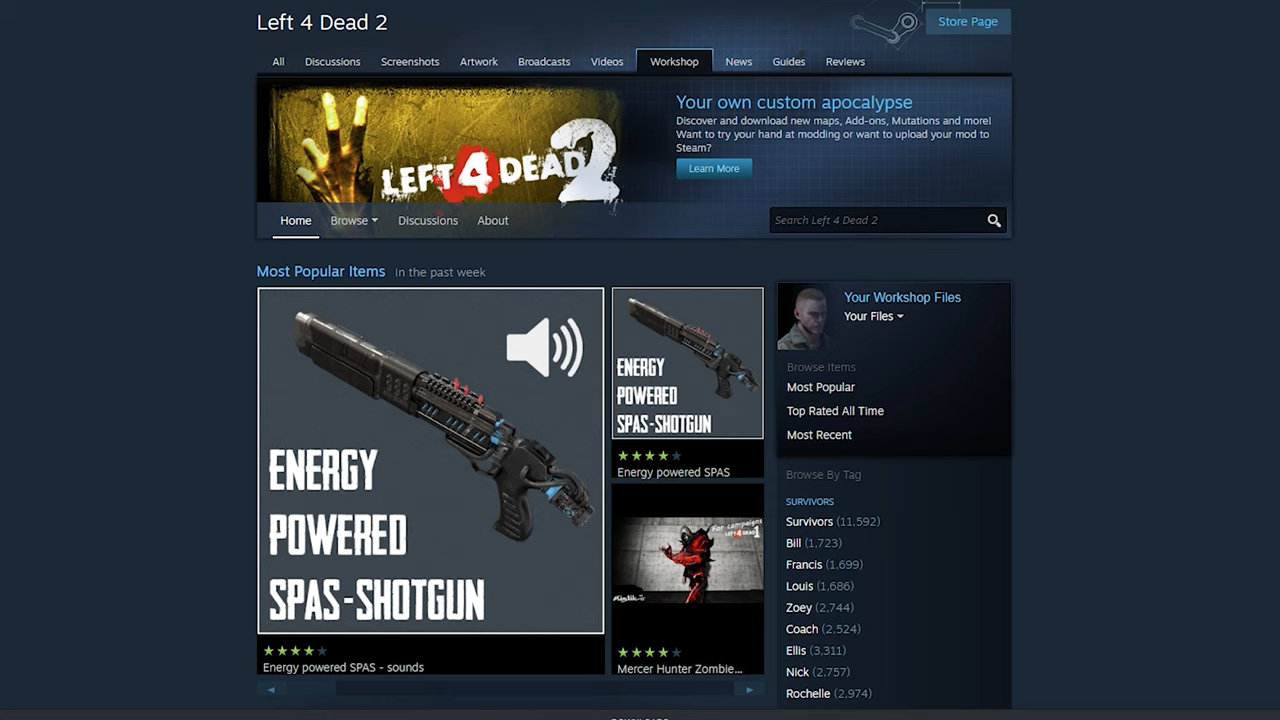 Left 4 Dead 2
Store Page
All Discussions Screenshots Artwork Broadcasts Videos Workshop News Guides Reviews
LEFT 4 DEAD 2
Your own custom apocalypse
Discover and download new maps, Add-ons, Mutations and more!
Want to try your hand at modding or want to upload your mod to
Steam?
Learn More
Home Browse Discussions About
Search Left 4 Dead 2
Most Popular Items In the past week
ENERGY
POWERED
SPAS-SHOTGUN
Energy powered SPAS - sounds
ENERGY
POWERED
SPAS-SHOTGUN
Energy powered SPAS
For campaigns
LEFT 4 DEAD 1
Mercer Hunter Zombie...
Your Workshop Files
Your Files
Browse Items
Most Popular
Top Rated All Time
Most Recent
Browse By Tag
SURVIVORS
Survivors (11,592)
Bill (1,723)
Francis (1,699)
Louis (1,686)
Zoey (2,744)
Coach (2,524)
Ellis (3,311)
Nick (2,757)
Rochelle (2,974)